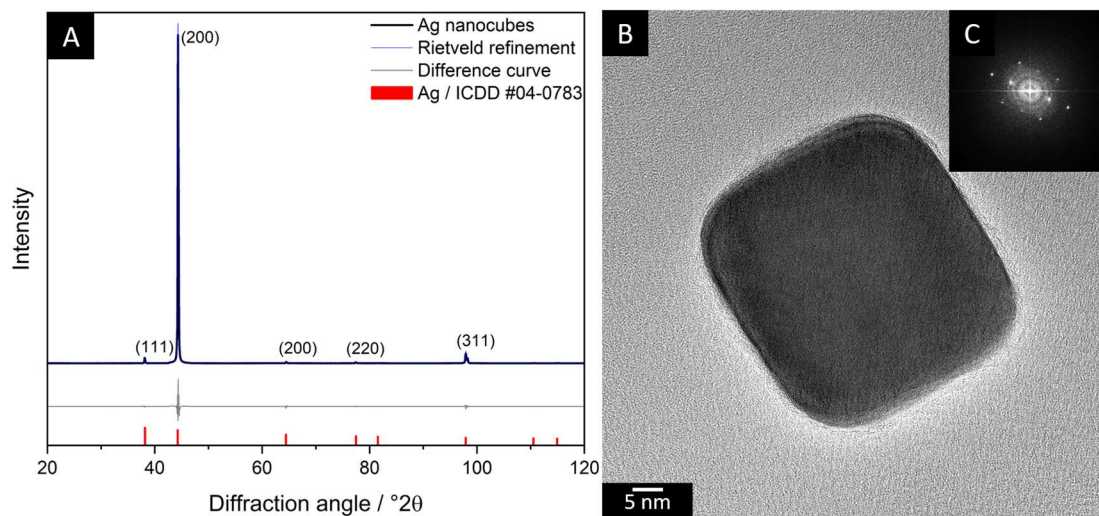 A
Ag nanocubes
Rietveld refinement
Difference curve
Ag / ICDD #04-0783
(200)
(111)
(200)
(220)
(311)
Intensity
20
40
60
80
100
120
Diffraction angle / °2θ
B
C
5 nm